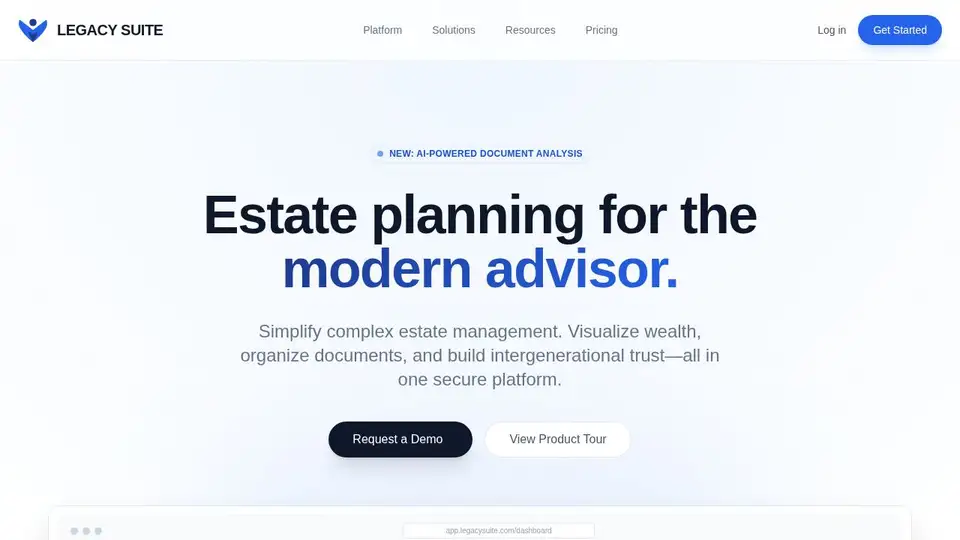 LEGACY SUITE
Platform
Solutions
Resources
Pricing
Log in
Get Started
NEW: AI-POWERED DOCUMENT ANALYSIS
Estate planning for the
modern advisor.
Simplify complex estate management. Visualize wealth,
organize documents, and build intergenerational trust—all in
one secure platform.
Request a Demo
View Product Tour
app.legacysuite.com/dashboard